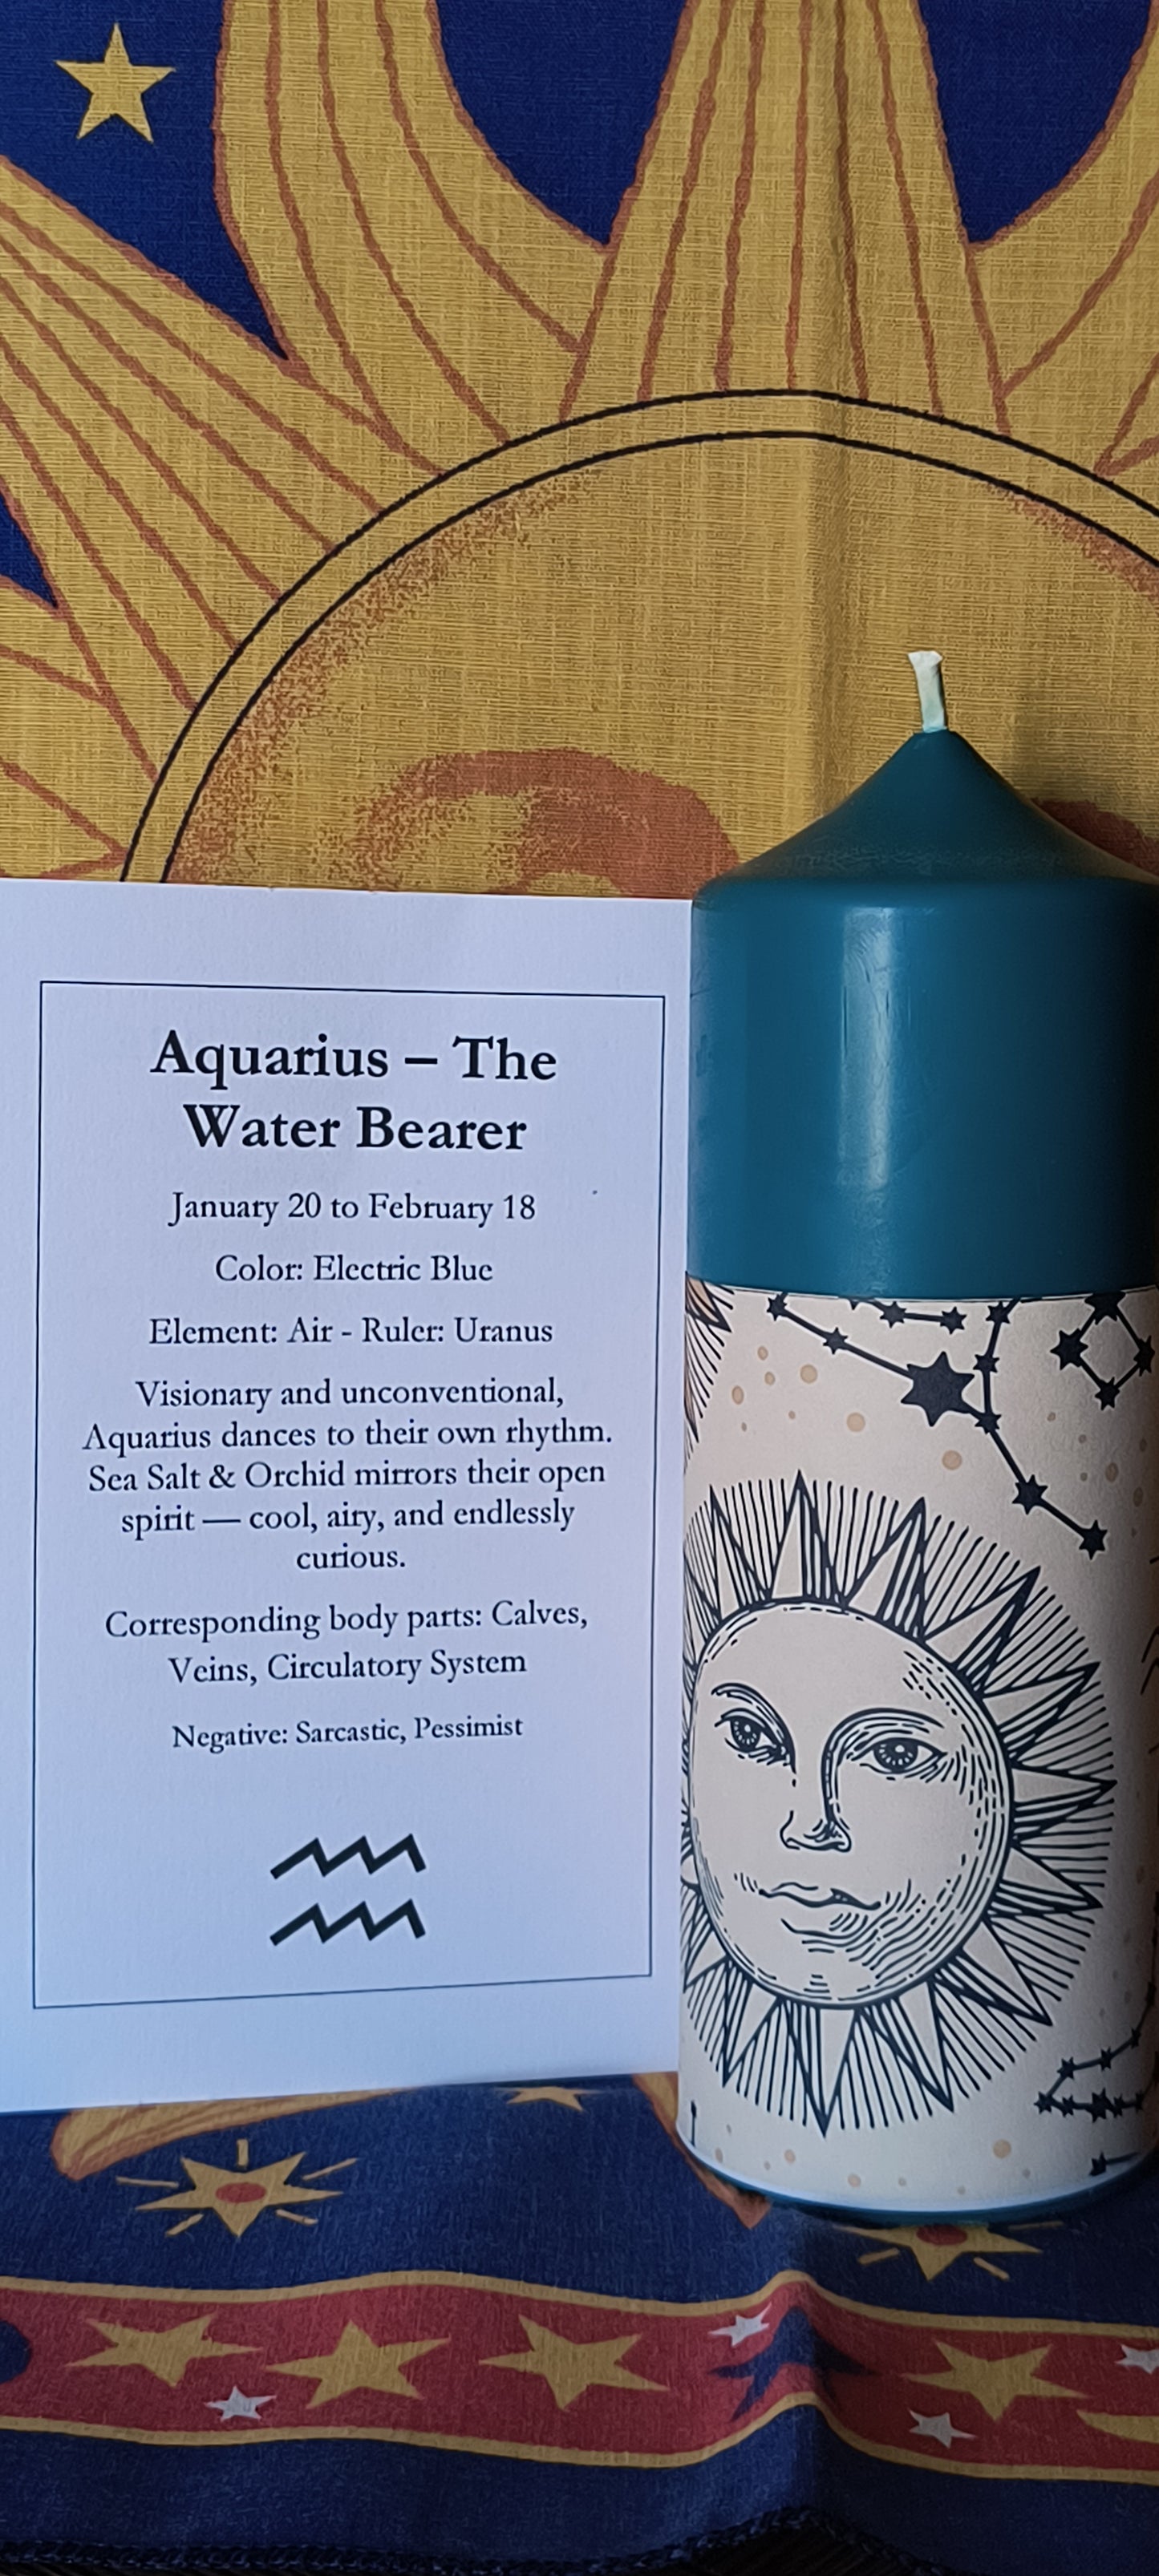 Aquarius – The
Water Bearer
January 20 to February 18
Color: Electric Blue
Element: Air - Ruler: Uranus
Visionary and unconventional,
Aquarius dances to their own rhythm.
Sea Salt & Orchid mirrors their open
spirit — cool, airy, and endlessly
curious.
Corresponding body parts: Calves,
Veins, Circulatory System
Negative: Sarcastic, Pessimist